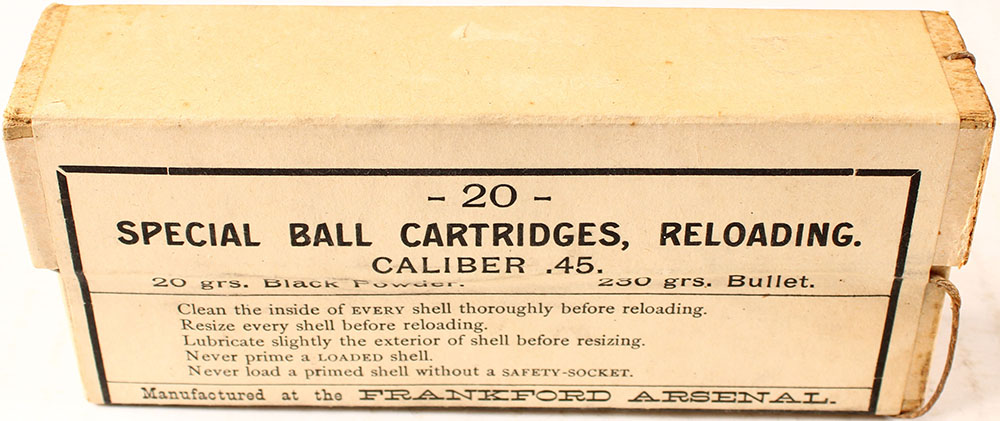 - 20 -
SPECIAL BALL CARTRIDGES, RELOADING.
CALIBER .45.
20 grs. Black Powder. 230 grs. Bullet.
Clean the inside of EVERY shell thoroughly before reloading.
Resize every shell before reloading.
Lubricate slightly the exterior of shell before resizing.
Never prime a LOADED shell.
Never load a primed shell without a SAFETY-SOCKET.
Manufactured at the FRANKFORD ARSENAL.